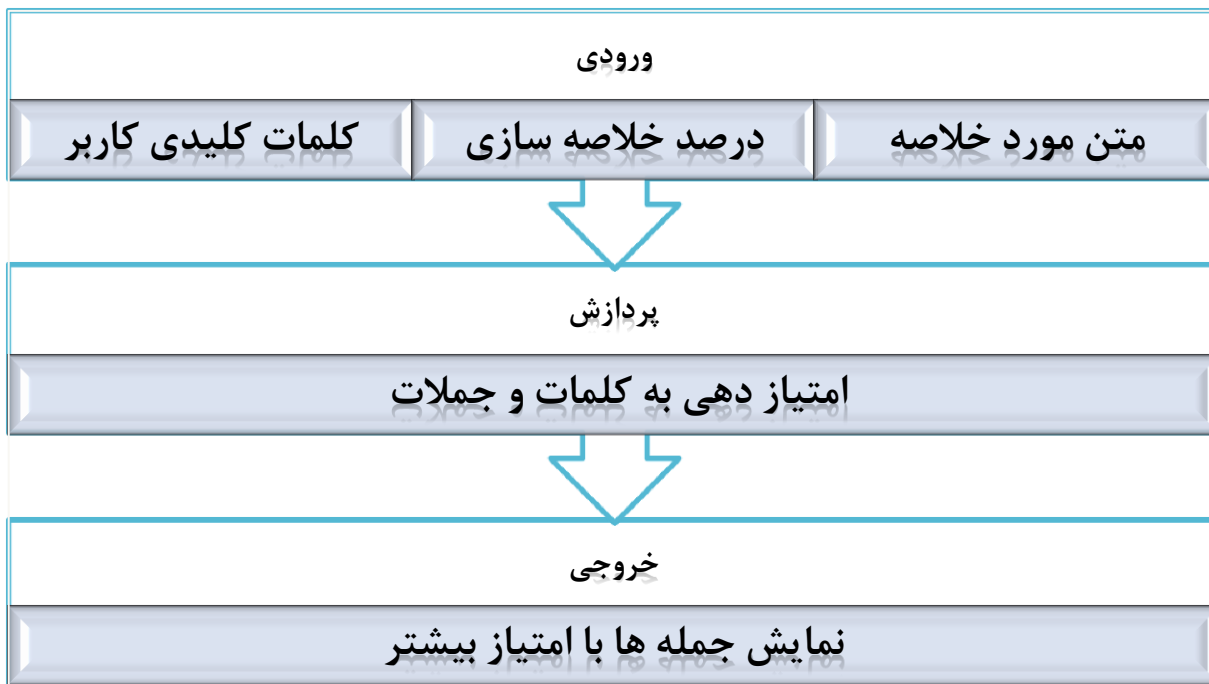 ورودی
متن مورد خلاصه
درصد خلاصه سازی
کلمات کلیدی کاربر
پردازش
امتیاز دهی به کلمات و جملات
خروجی
نمایش جمله ها با امتیاز بیشتر